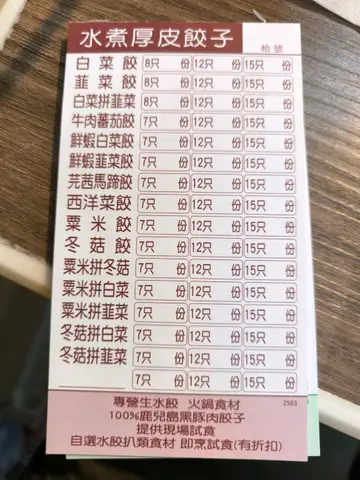 水煮厚皮餃子 枱號
白菜餃 8只 份 12只 份 15只 份
韮菜餃 8只 份 12只 份 15只 份
白菜拼韮菜 8只 份 12只 份 15只 份
牛肉蕃茄餃 7只 份 12只 份 15只 份
鮮蝦白菜餃 7只 份 12只 份 15只 份
鮮蝦韮菜餃 7只 份 12只 份 15只 份
芫茜馬蹄餃 7只 份 12只 份 15只 份
西洋菜餃 7只 份 12只 份 15只 份
粟米餃 7只 份 12只 份 15只 份
冬菇餃 7只 份 12只 份 15只 份
粟米拼冬菇 7只 份 12只 份 15只 份
粟米拼白菜 7只 份 12只 份 15只 份
粟米拼韮菜 7只 份 12只 份 15只 份
冬菇拼白菜 7只 份 12只 份 15只 份
冬菇拼韮菜 7只 份 12只 份 15只 份
7只 份 12只 份 15只 份
專營生水餃 火鍋食材 2503
100%鹿兒島黑豚肉餃子
提供現場試食
自選水餃扒類食材 即烹試食(有折扣)